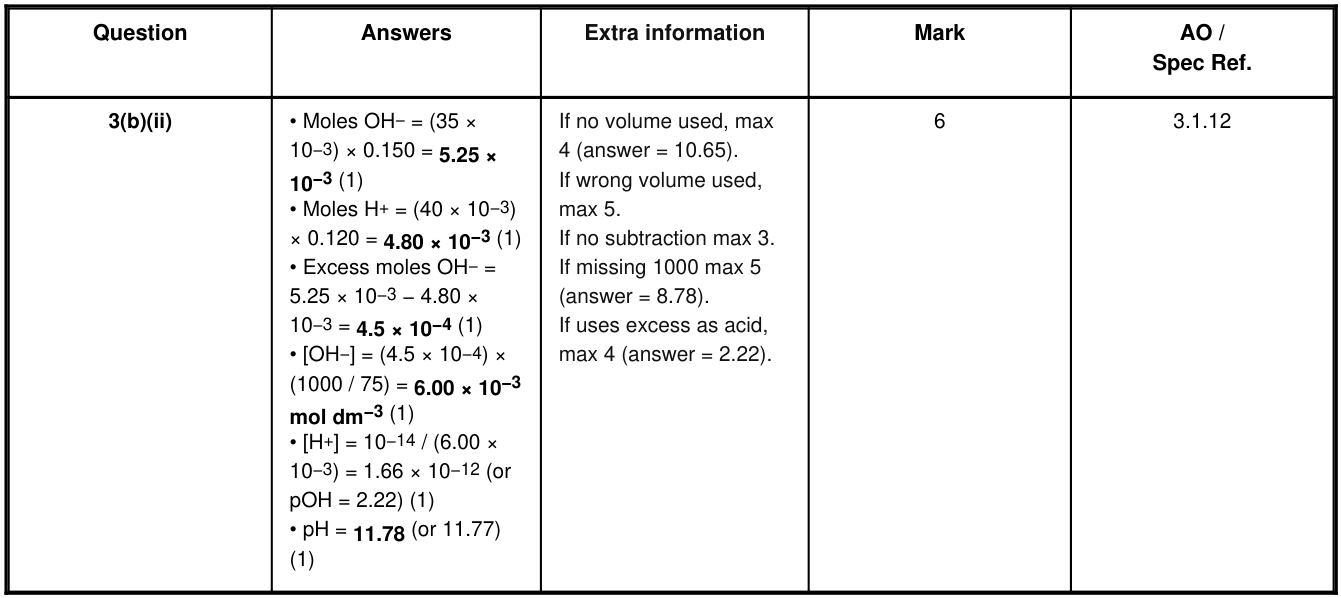 Question
Answers
Extra information
Mark
AO /
Spec Ref.
3(b)(ii)
• Moles OH− = (35 ×
10−3) × 0.150 = 5.25 ×
10−3 (1)
• Moles H+ = (40 × 10−3)
× 0.120 = 4.80 × 10−3 (1)
• Excess moles OH− =
5.25 × 10−3 − 4.80 ×
10−3 = 4.5 × 10−4 (1)
• [OH−] = (4.5 × 10−4) ×
(1000 / 75) = 6.00 × 10−3
mol dm−3 (1)
• [H+] = 10−14 / (6.00 ×
10−3) = 1.66 × 10−12 (or
pOH = 2.22) (1)
• pH = 11.78 (or 11.77)
(1)
If no volume used, max
4 (answer = 10.65).
If wrong volume used,
max 5.
If no subtraction max 3.
If missing 1000 max 5
(answer = 8.78).
If uses excess as acid,
max 4 (answer = 2.22).
6
3.1.12